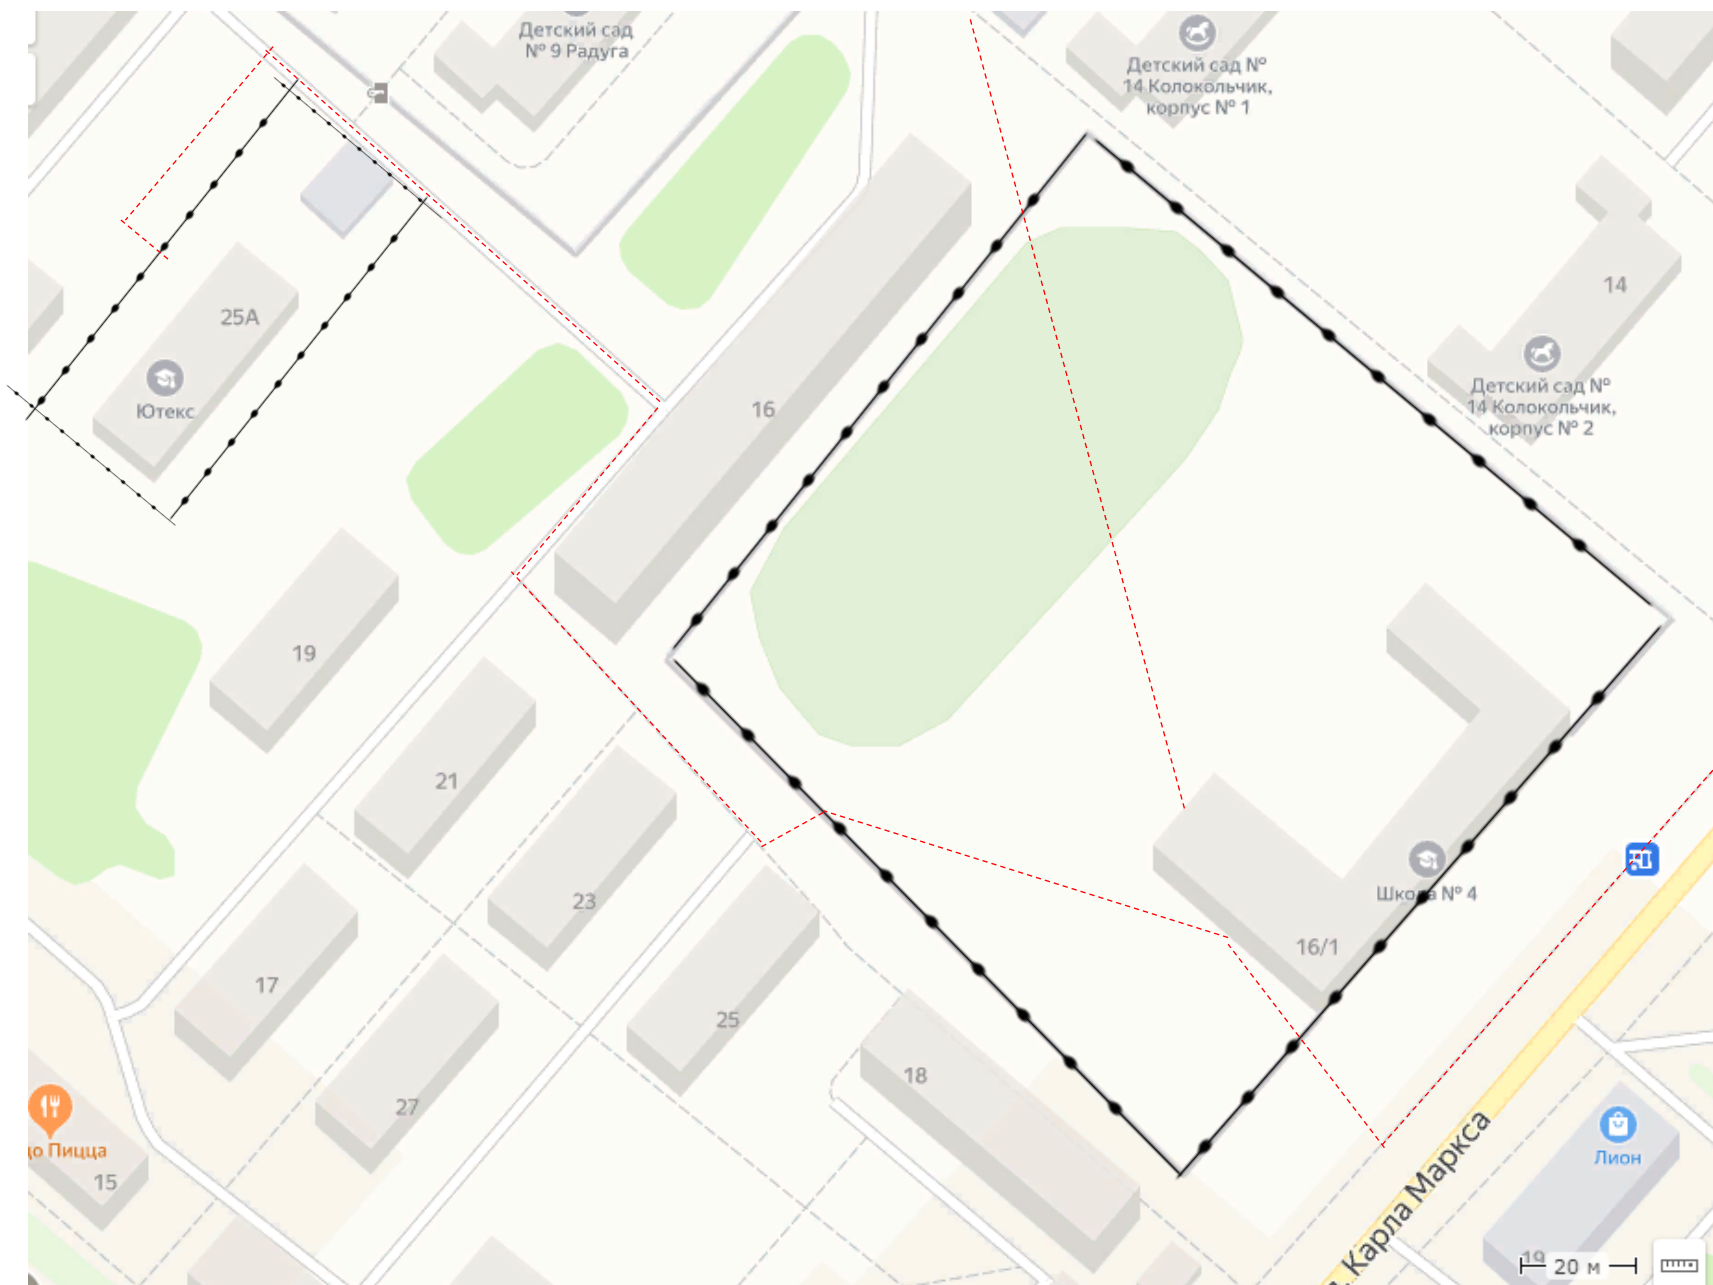 Детский сад
№ 9 Радуга
Детский сад №
14 Колокольчик,
корпус № 1
14
25А
Ютекс
Детский сад №
14 Колокольчик,
корпус № 2
16
19
21
Школа № 4
23
16/1
17
25
18
27
Пицца
15
Карла Маркса
Лион
19
20 м